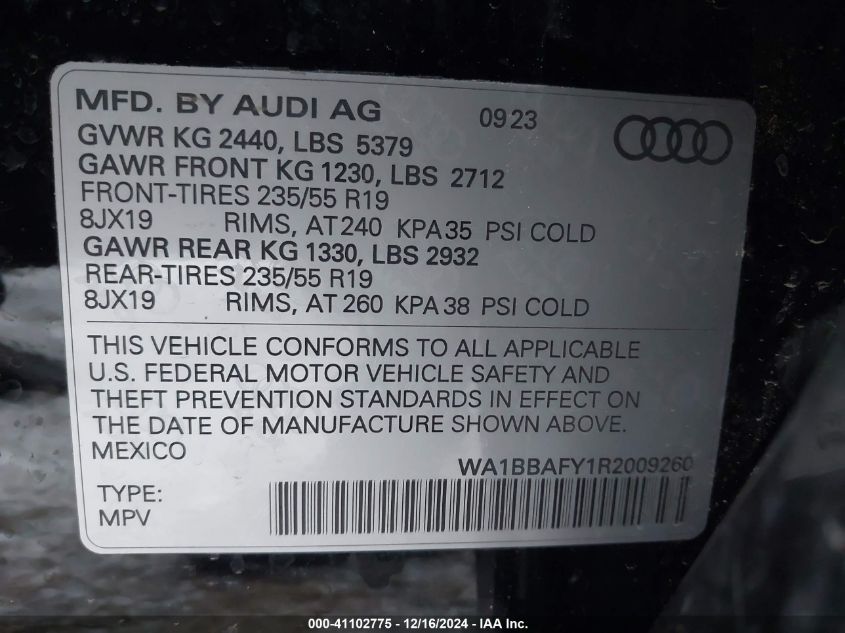 MFD. BY AUDI AG 09 23
GVWR KG 2440, LBS 5379
GAWR FRONT KG 1230, LBS 2712
FRONT-TIRES 235/55 R19
8JX19 RIMS, AT 240 KPA 35 PSI COLD
GAWR REAR KG 1330, LBS 2932
REAR-TIRES 235/55 R19
8JX19 RIMS, AT 260 KPA 38 PSI COLD
THIS VEHICLE CONFORMS TO ALL APPLICABLE
U.S. FEDERAL MOTOR VEHICLE SAFETY AND
THEFT PREVENTION STANDARDS IN EFFECT ON
THE DATE OF MANUFACTURE SHOWN ABOVE.
MEXICO
WA1BBAFY1R2009260
TYPE:
MPV
000-41102775 - 12/16/2024 - IAA Inc.